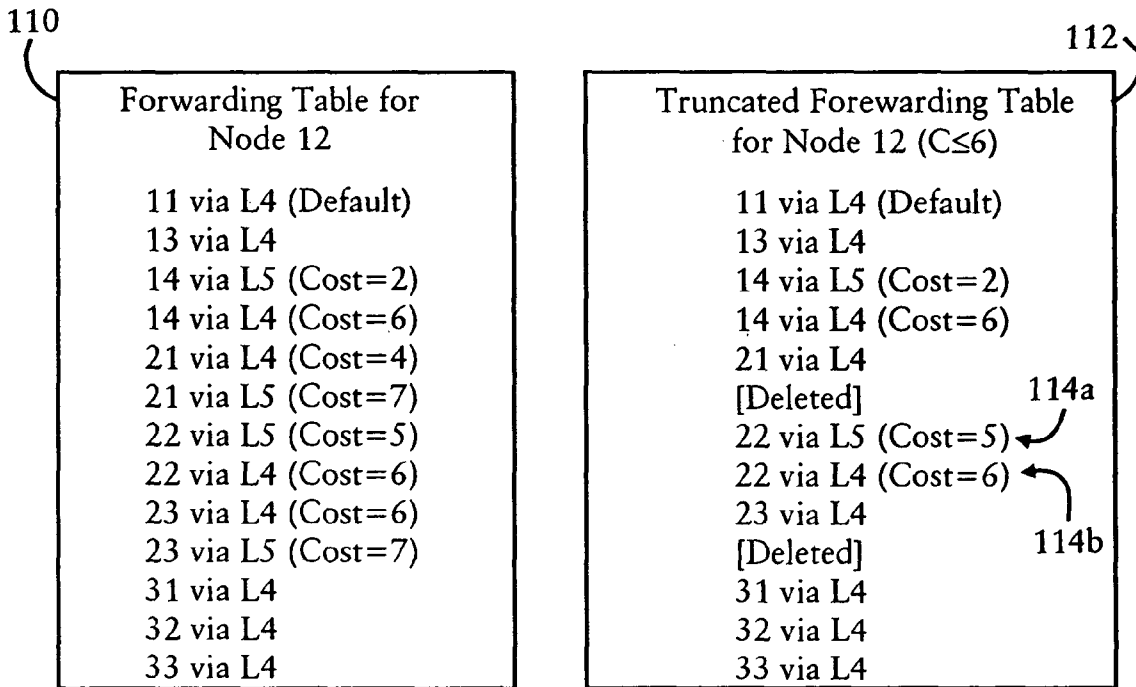 110
Forwarding Table for
Node 12
11 via L4 (Default)
13 via L4
14 via L5 (Cost=2)
14 via L4 (Cost=6)
21 via L4 (Cost=4)
21 via L5 (Cost=7)
22 via L5 (Cost=5)
22 via L4 (Cost=6)
23 via L4 (Cost=6)
23 via L5 (Cost=7)
31 via L4
32 via L4
33 via L4
112
Truncated Forewarding Table
for Node 12 (C≤6)
11 via L4 (Default)
13 via L4
14 via L5 (Cost=2)
14 via L4 (Cost=6)
21 via L4
[Deleted]
22 via L5 (Cost=5)
22 via L4 (Cost=6)
23 via L4
[Deleted]
31 via L4
32 via L4
33 via L4
114a
114b